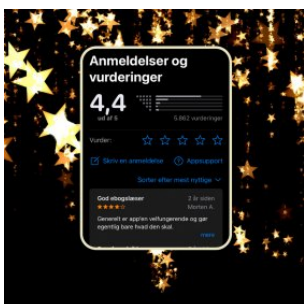 Anmeldelser og
vurderinger
4,4
ud af 5
5.662 vurderinger
Vurder:
Skriv en anmeldelse
Appsupport
Sorter efter mest nyttige
God ebogslæser
2 år siden
Morten A.
Generelt er app'en velfungerende og gør
egentlig bare hvad den skal.
mere